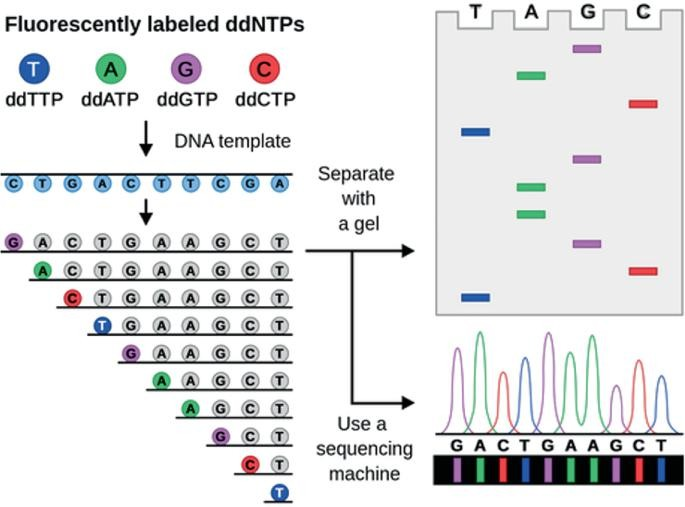 Fluorescently labeled ddNTPs
T A G C
ddTTP ddATP ddGTP ddCTP
DNA template
C T G A C T T C G A
G A C T G A A G C T
A C T G A A G C T
C T G A A G C T
T G A A G C T
G A A G C T
A A G C T
A G C T
G C T
C T
T
Separate
with
a gel
Use a
sequencing
machine
T A G C
G A C T G A A G C T